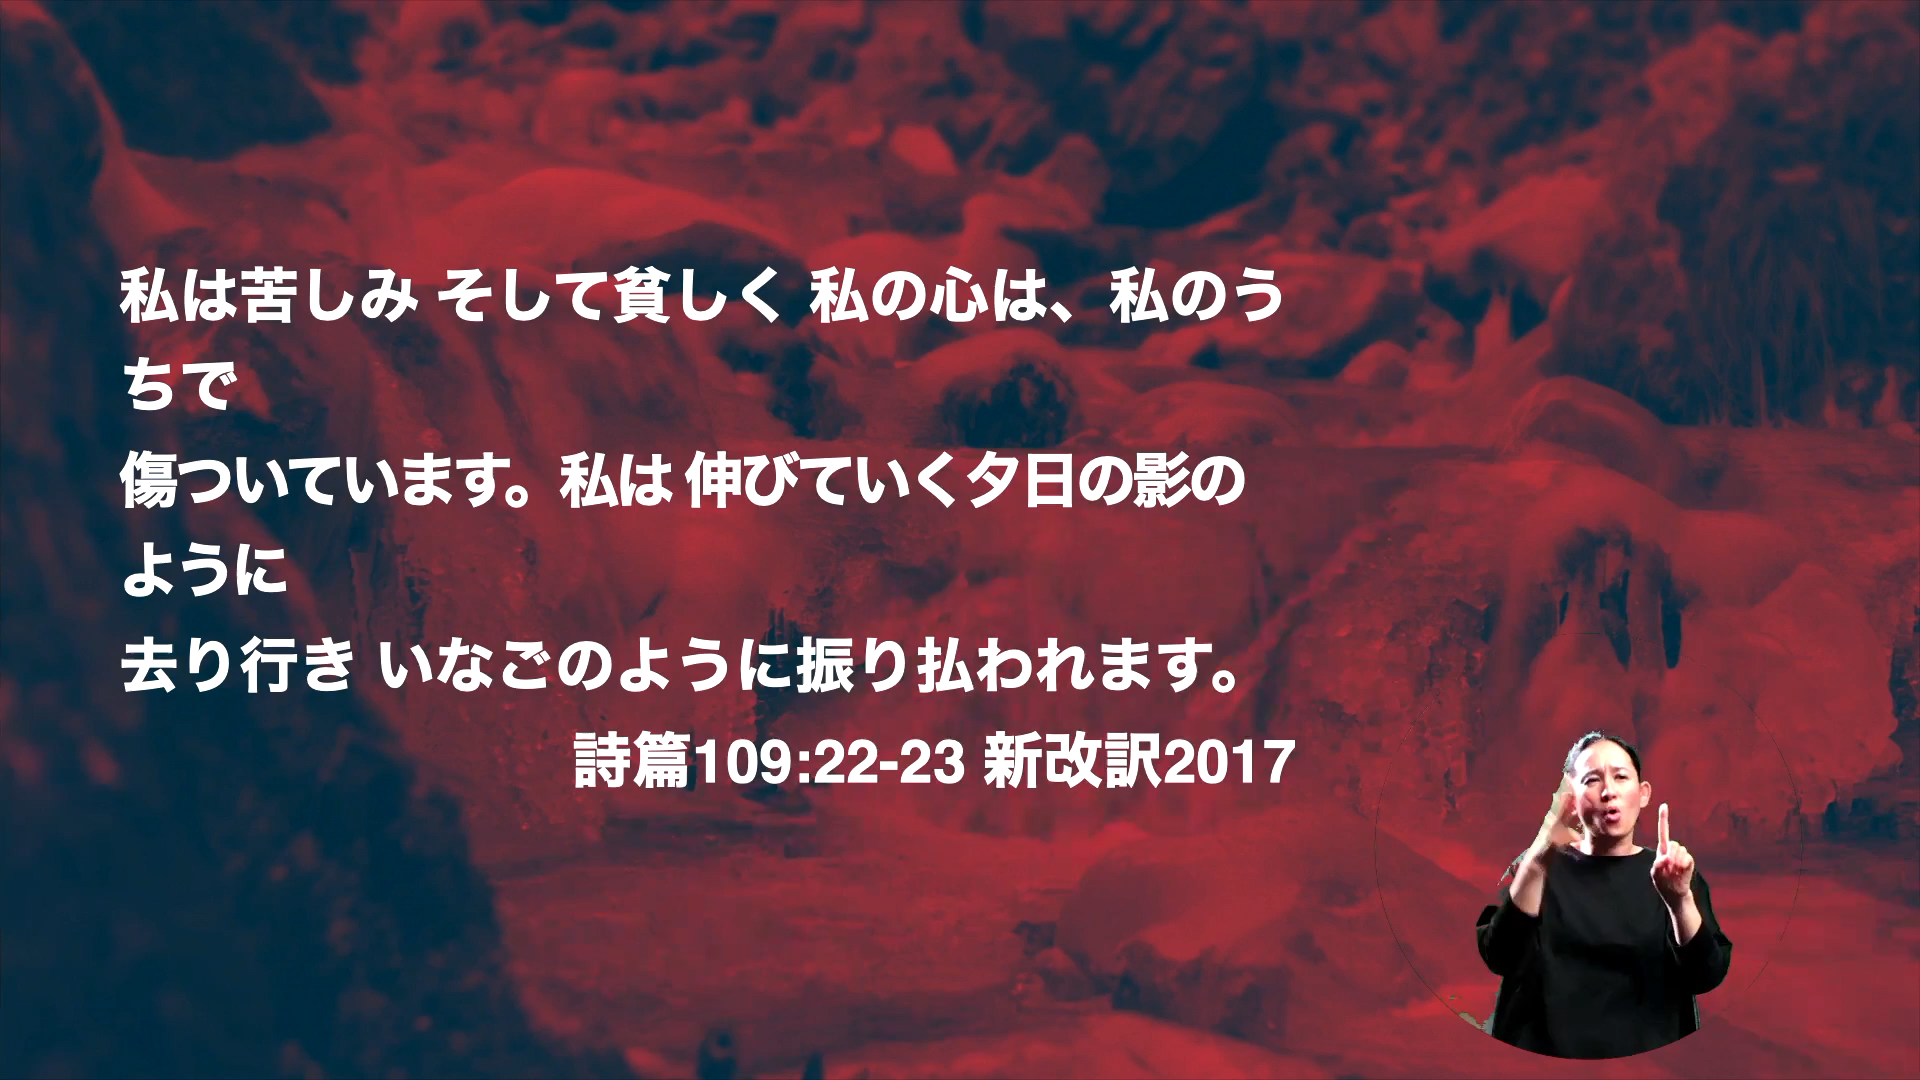 私は苦しみ そして貧しく 私の心は、私のう
ちで
傷ついています。私は 伸びていく夕日の影の
ように
去り行き いなごのように振り払われます。
詩篇109:22-23 新改訳2017